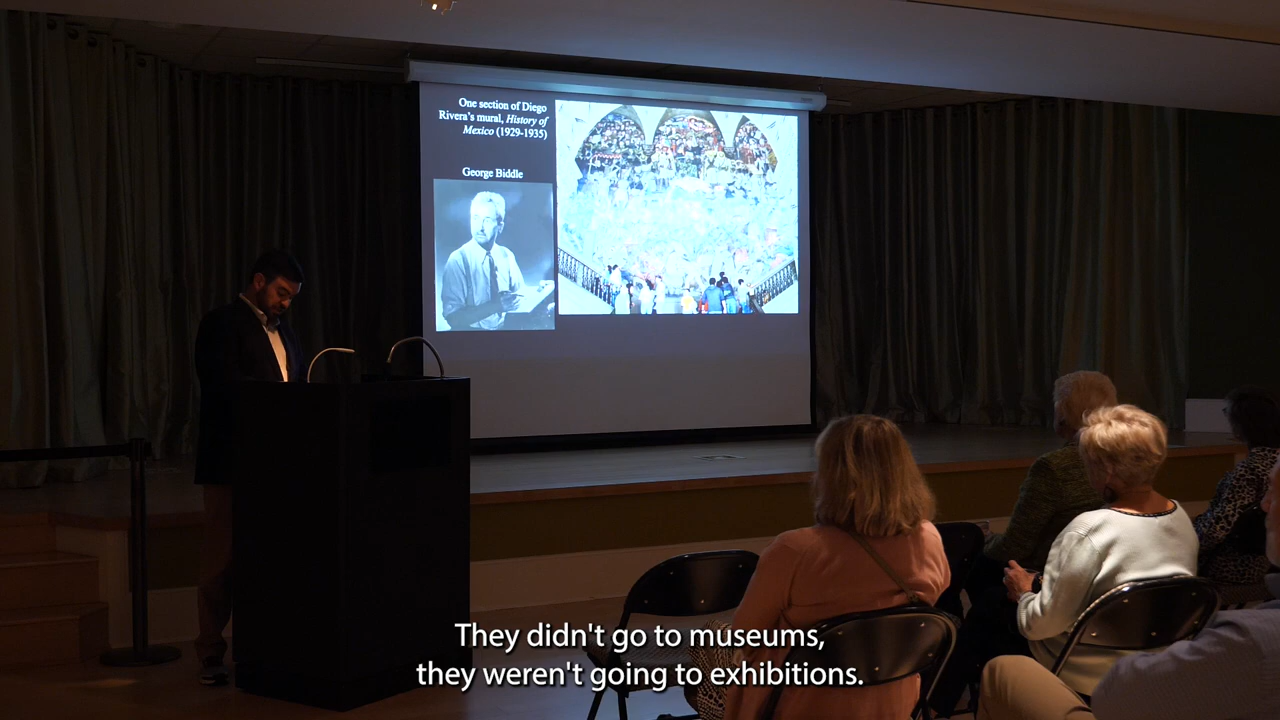 One section of Diego
Rivera's mural, History of
Mexico (1929-1935)
George Biddle
They didn't go to museums,
they weren't going to exhibitions.